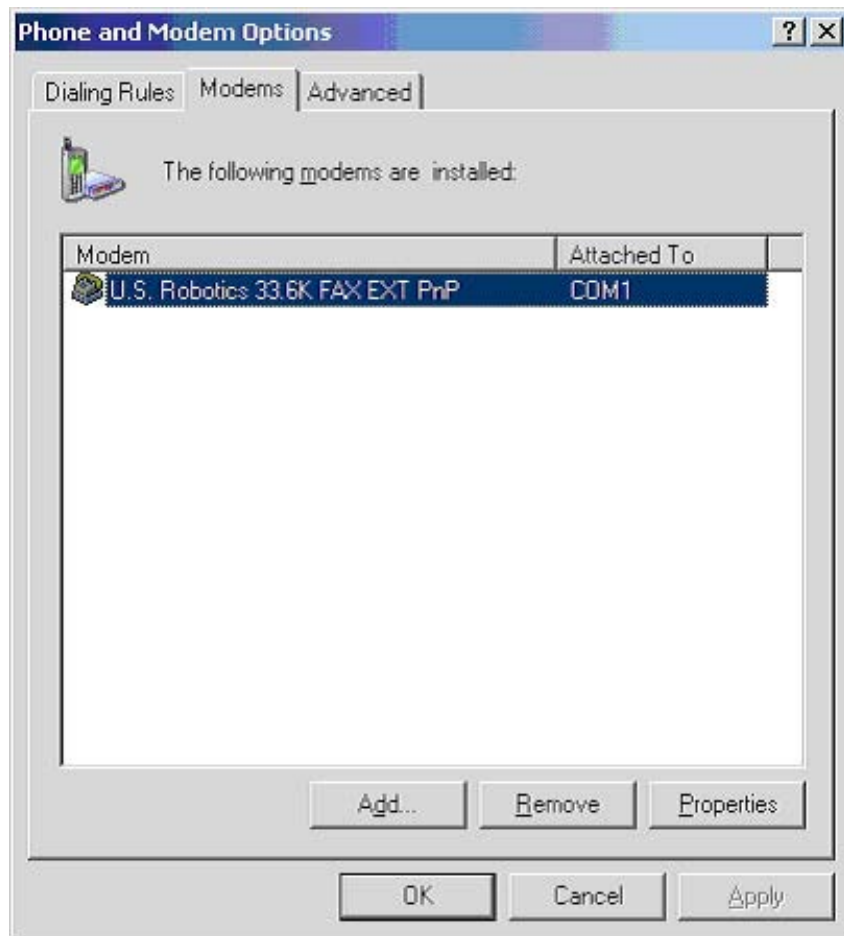 Phone and Modem Options ? X
Dialing Rules Modems Advanced
The following modems are installed:
Modem Attached To
U.S. Robotics 33.6K FAX EXT PnP COM1
Add... Remove Properties
OK Cancel Apply